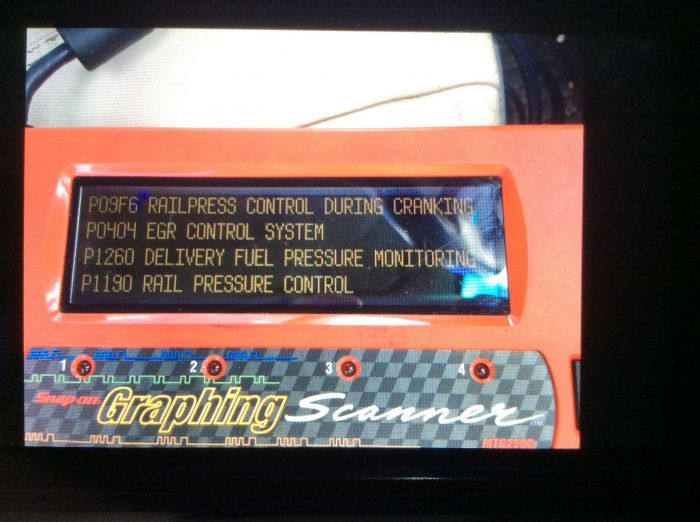 P09F6 RAILPRESS CONTROL DURING CRANKING
P0404 EGR CONTROL SYSTEM
P1260 DELIVERY FUEL PRESSURE MONITORING
P1190 RAIL PRESSURE CONTROL
1 2 3 4
Snap-on Graphing Scanner TM
MTG2500